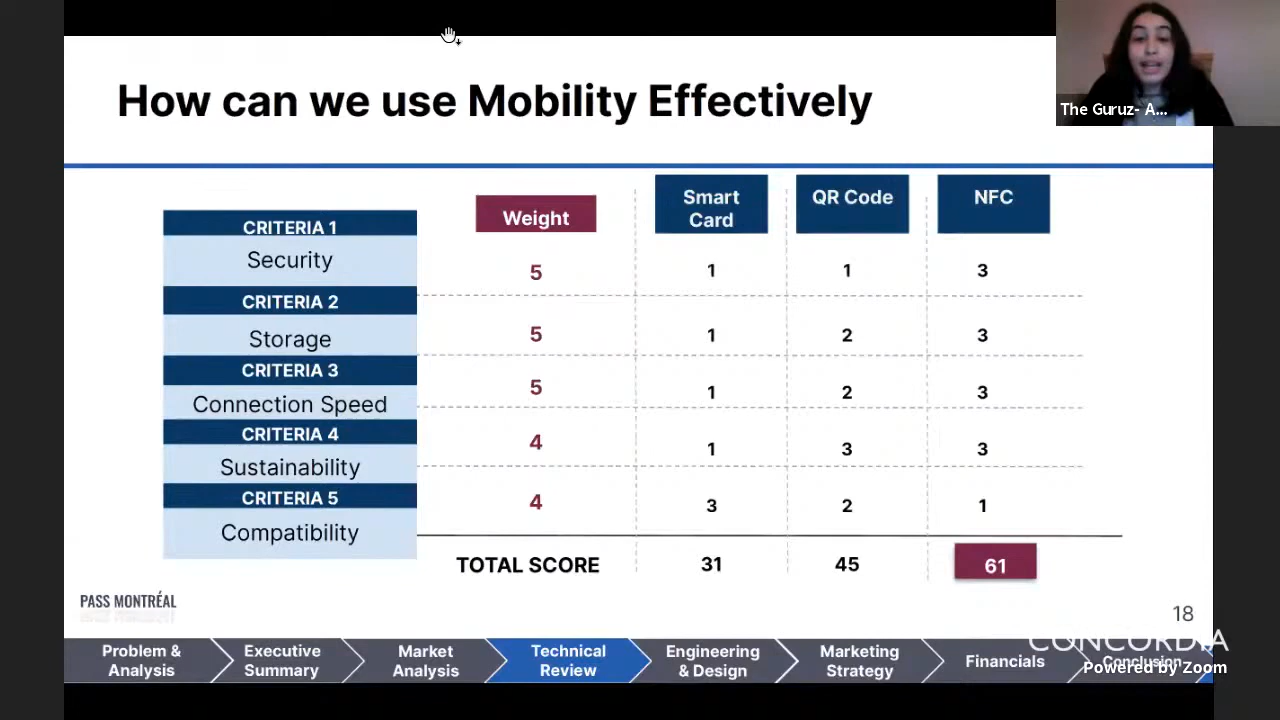 How can we use Mobility Effectively
The Guruz- A...
Weight
Smart
Card
QR Code
NFC
CRITERIA 1
Security
5
1
1
3
CRITERIA 2
Storage
5
1
2
3
CRITERIA 3
Connection Speed
5
1
2
3
CRITERIA 4
Sustainability
4
1
3
3
CRITERIA 5
Compatibility
4
3
2
1
TOTAL SCORE
31
45
61
PASS MONTRÉAL
18
CONCORDIA
Problem &
Analysis
Executive
Summary
Market
Analysis
Technical
Review
Engineering
& Design
Marketing
Strategy
Financials
Conclusion
Powered by Zoom